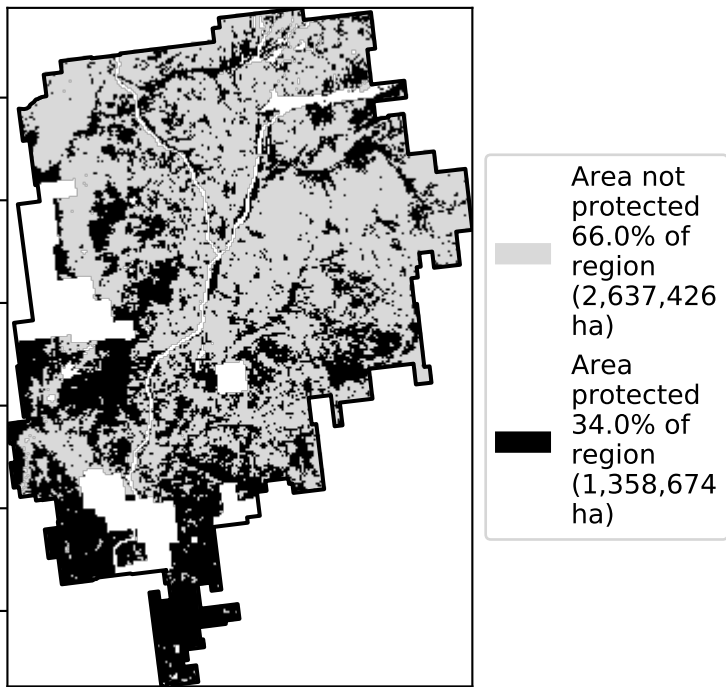 Area not
protected
66.0% of
region
(2,637,426
ha)
Area
protected
34.0% of
region
(1,358,674
ha)